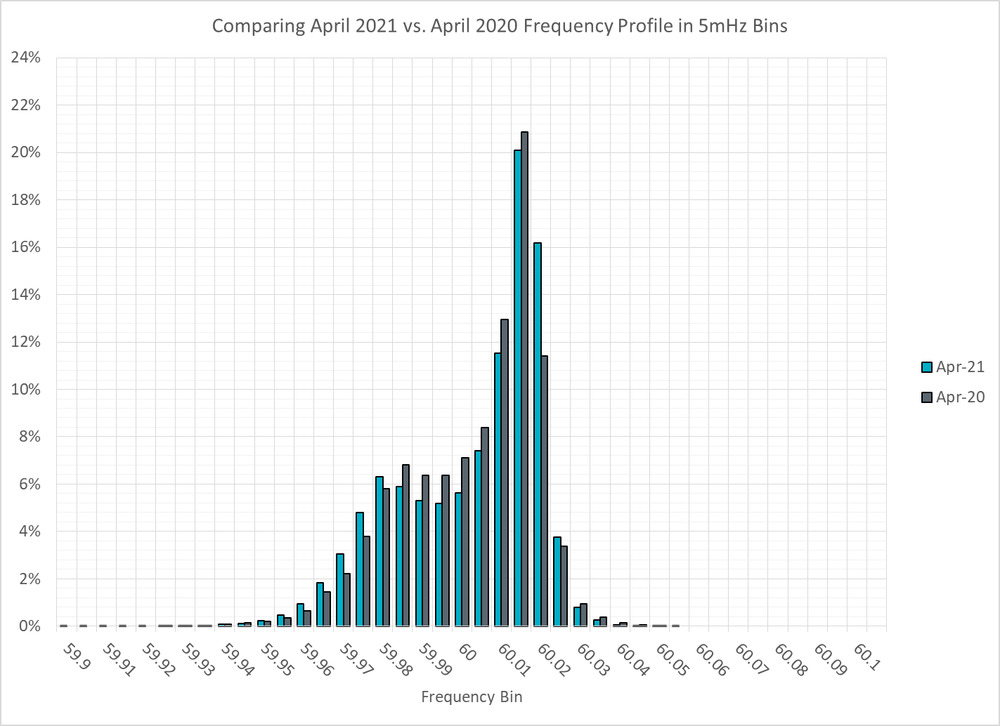 Comparing April 2021 vs. April 2020 Frequency Profile in 5mHz Bins
24%
22%
20%
18%
16%
14%
12%
10%
8%
6%
4%
2%
0%
Apr-21
Apr-20
59.9 59.91 59.92 59.93 59.94 59.95 59.96 59.97 59.98 59.99 60 60.01 60.02 60.03 60.04 60.05 60.06 60.07 60.08 60.09 60.1
Frequency Bin